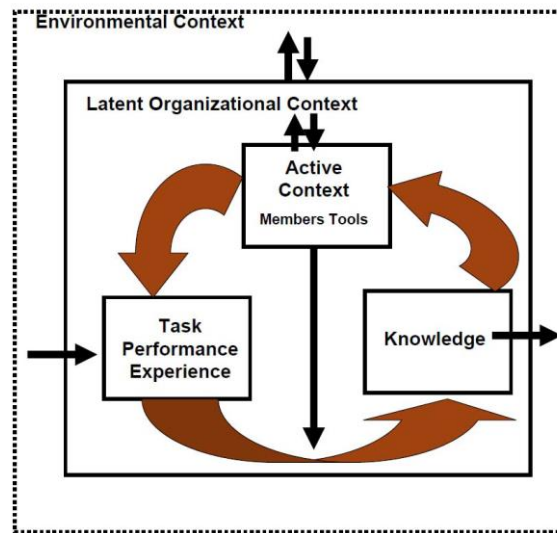 Environmental Context
Latent Organizational Context
Active
Context
Members Tools
Task
Performance
Experience
Knowledge